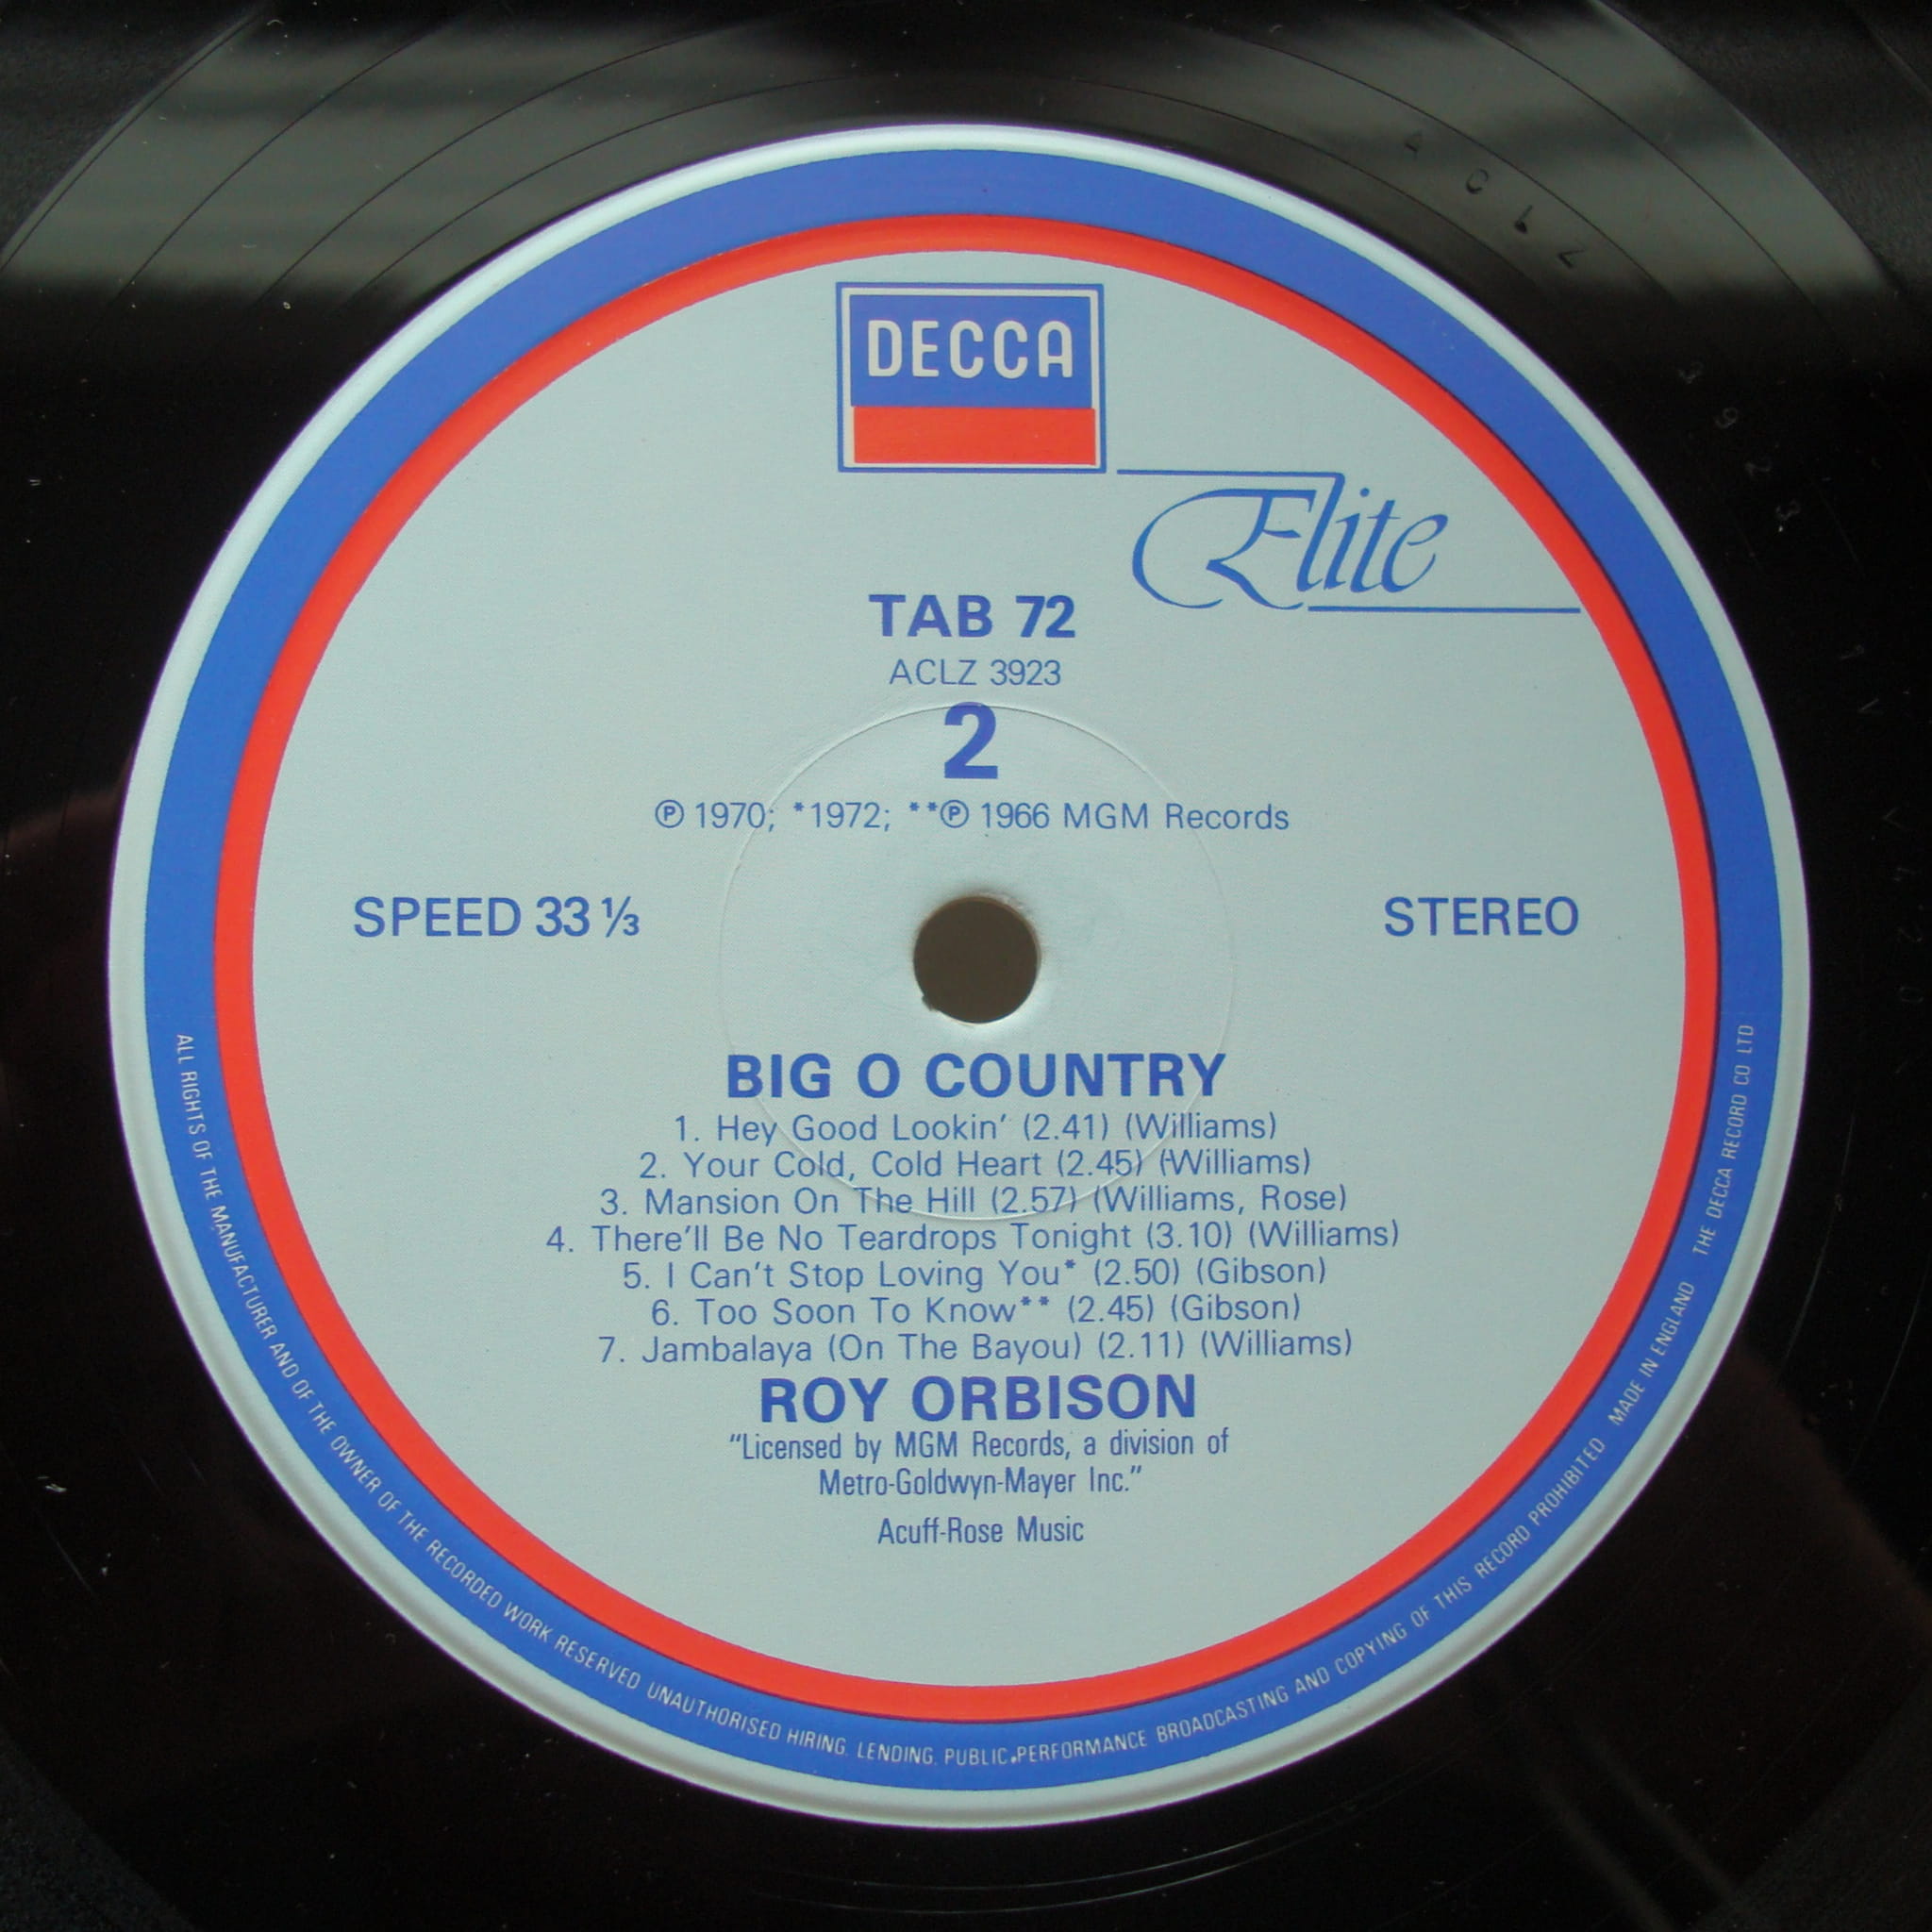 DECCA
Elite
TAB 72
ACLZ 3923
2
℗ 1970; *1972; **℗ 1966 MGM Records
SPEED 33 ⅓
STEREO
BIG O COUNTRY
1. Hey Good Lookin' (2.41) (Williams)
2. Your Cold, Cold Heart (2.45) (Williams)
3. Mansion On The Hill (2.57) (Williams, Rose)
4. There'll Be No Teardrops Tonight (3.10) (Williams)
5. I Can't Stop Loving You* (2.50) (Gibson)
6. Too Soon To Know** (2.45) (Gibson)
7. Jambalaya (On The Bayou) (2.11) (Williams)
ROY ORBISON
"Licensed by MGM Records, a division of
Metro-Goldwyn-Mayer Inc."
Acuff-Rose Music
ALL RIGHTS OF THE MANUFACTURER AND OF THE OWNER OF THE RECORDED WORK RESERVED UNAUTHORISED HIRING. LENDING. PUBLIC.PERFORMANCE BROADCASTING AND COPYING OF THIS RECORD PROHIBITED MADE IN ENGLAND THE DECCA RECORD CO LTD